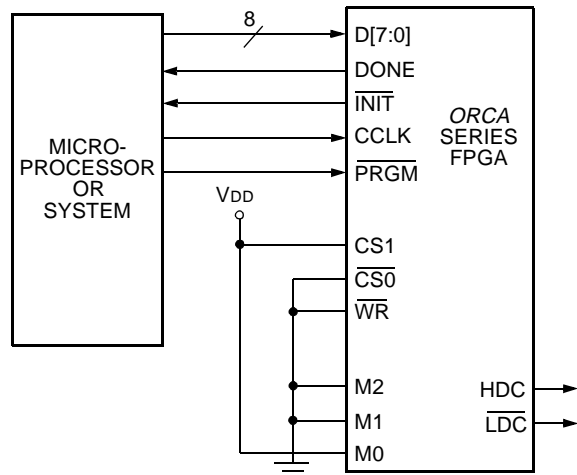 8
D[7:0]
DONE
INIT
CCLK
PRGM
MICRO-
PROCESSOR
OR
SYSTEM
ORCA
SERIES
FPGA
VDD
CS1
CS0
WR
M2
M1
M0
HDC
LDC